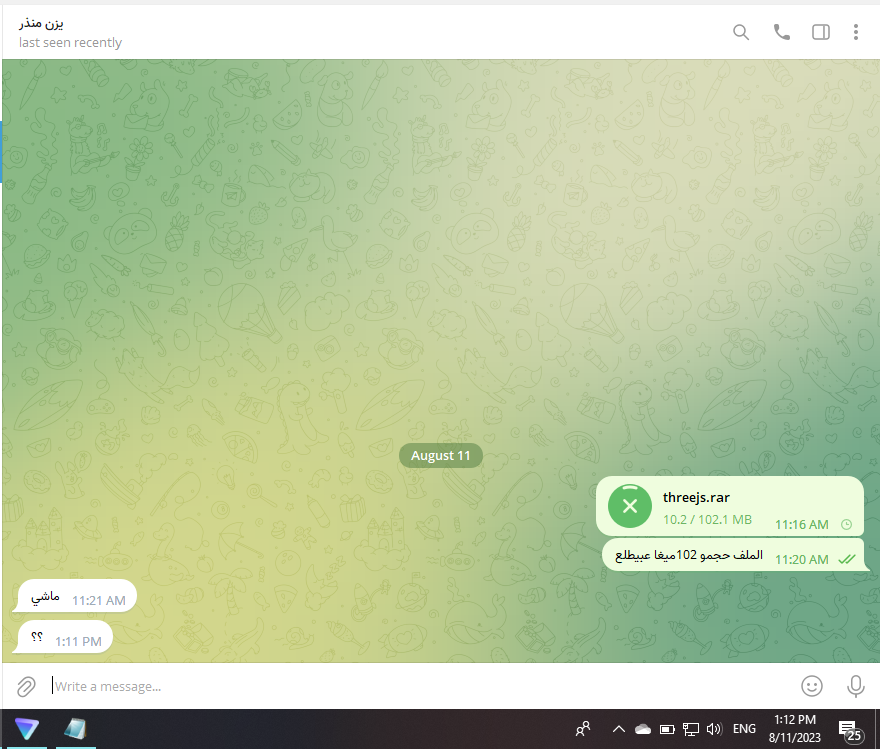 يزن منذر
last seen recently
August 11
threejs.rar
10.2 / 102.1 MB
11:16 AM
الملف حجمو 102ميغا عبيطلع
11:20 AM
ماشي
11:21 AM
؟؟
1:11 PM
Write a message...
ENG
1:12 PM
8/11/2023
25